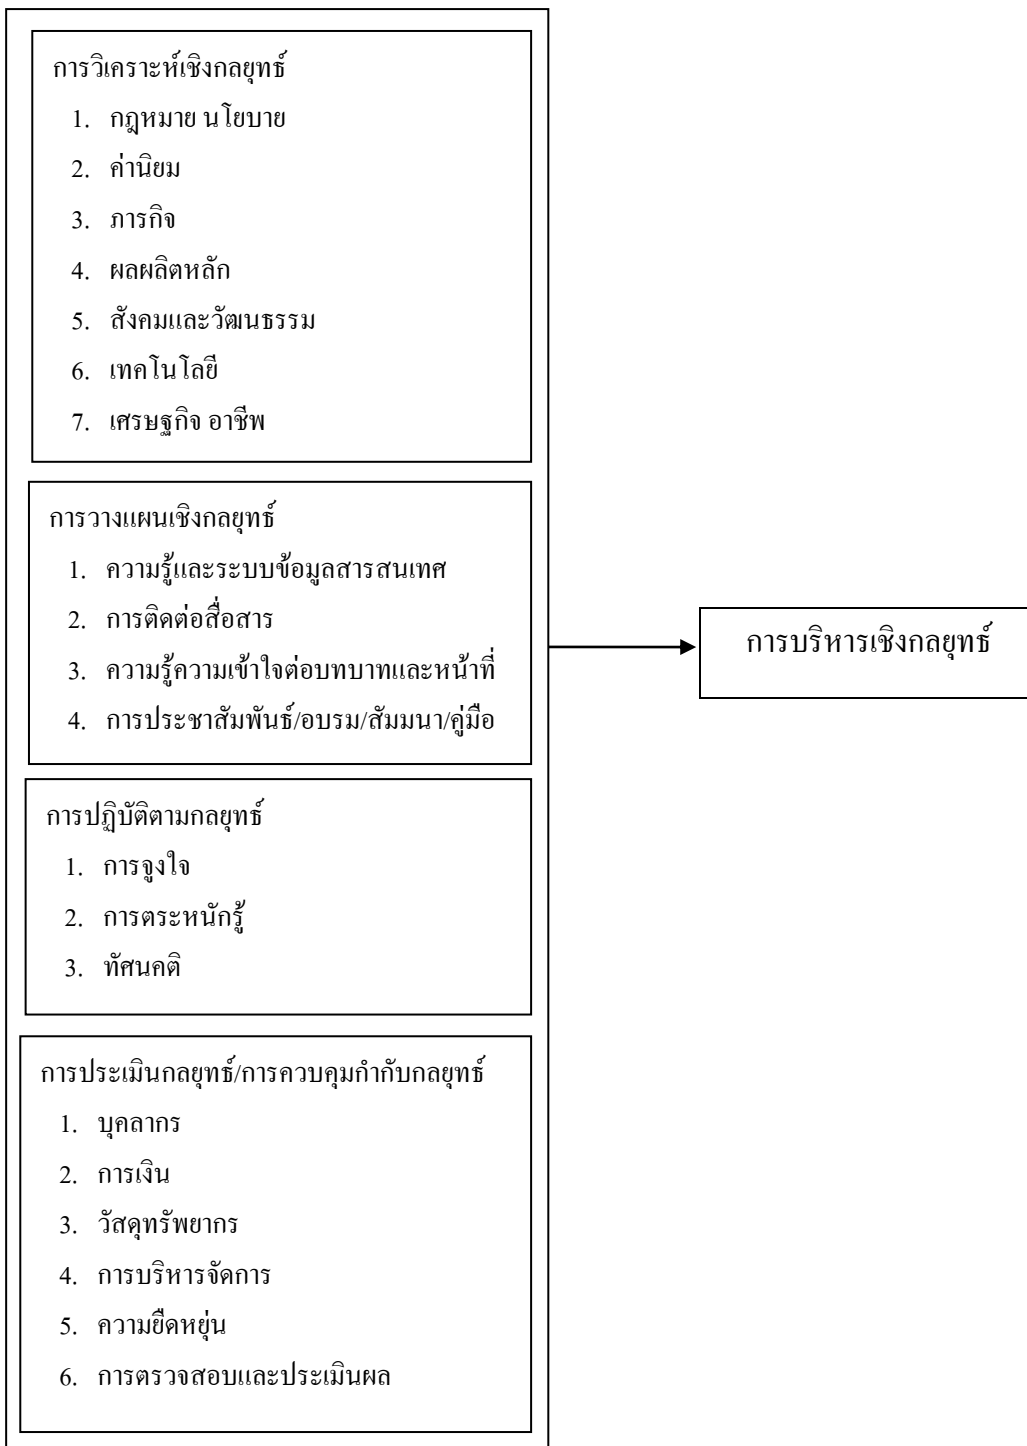 การวิเคราะห์เชิงกลยุทธ์
1. กฎหมาย นโยบาย
2. ค่านิยม
3. ภารกิจ
4. ผลผลิตหลัก
5. สังคมและวัฒนธรรม
6. เทคโนโลยี
7. เศรษฐกิจ อาชีพ
การวางแผนเชิงกลยุทธ์
1. ความรู้และระบบข้อมูลสารสนเทศ
2. การติดต่อสื่อสาร
3. ความรู้ความเข้าใจต่อบทบาทและหน้าที่
4. การประชาสัมพันธ์/อบรม/สัมมนา/คู่มือ
การปฏิบัติตามกลยุทธ์
1. การจูงใจ
2. การตระหนักรู้
3. ทัศนคติ
การประเมินกลยุทธ์/การควบคุมกำกับกลยุทธ์
1. บุคลากร
2. การเงิน
3. วัสดุทรัพยากร
4. การบริหารจัดการ
5. ความยืดหยุ่น
6. การตรวจสอบและประเมินผล
การบริหารเชิงกลยุทธ์